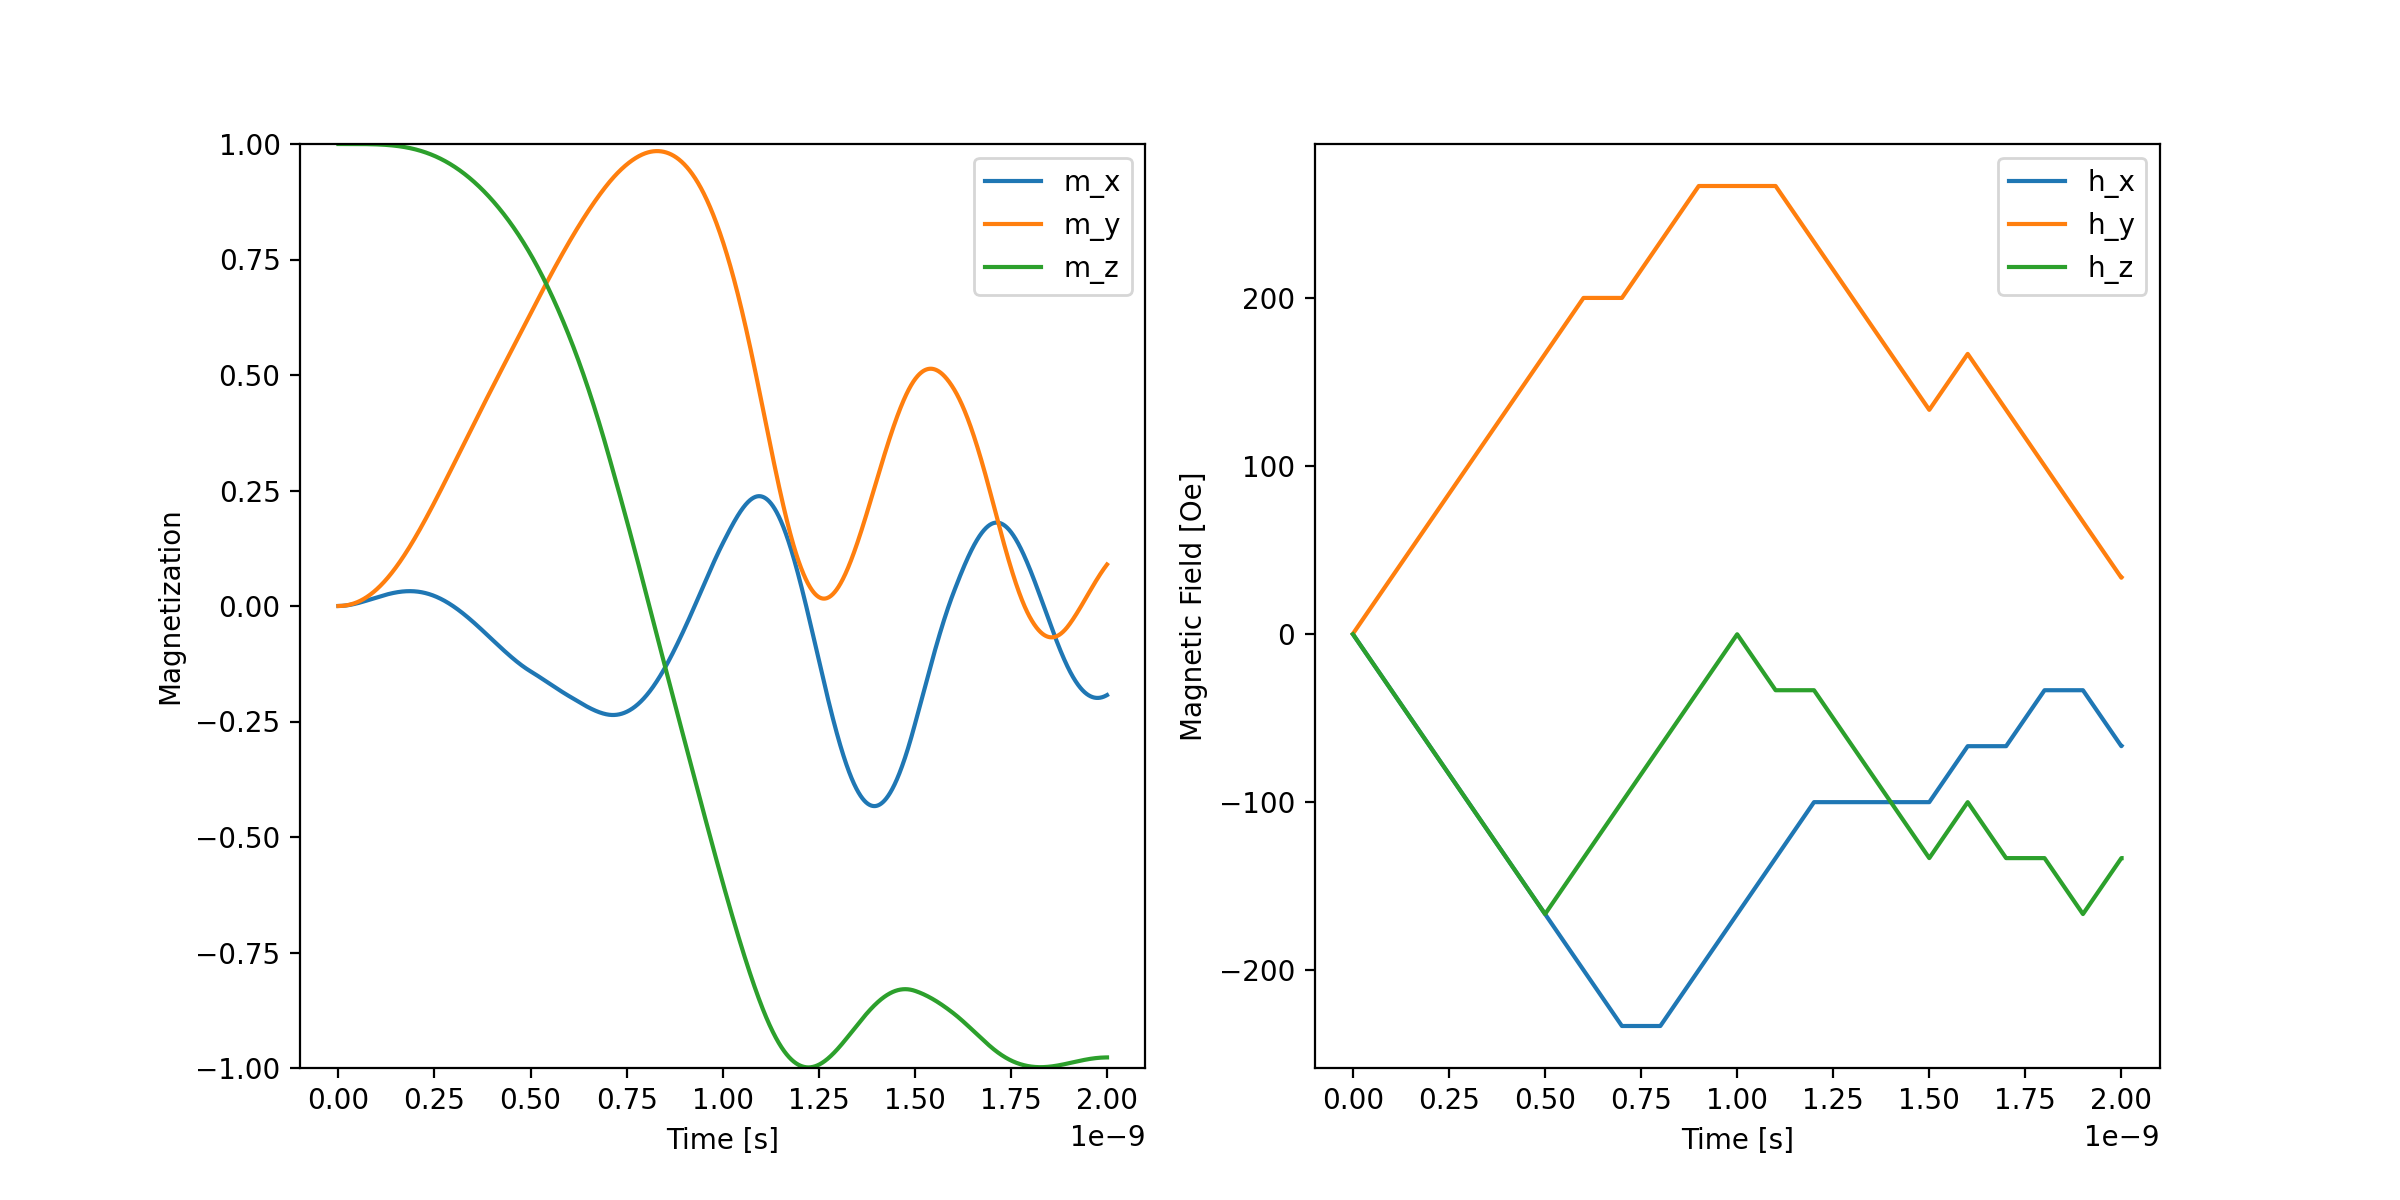 1.00
0.75
0.50
0.25
0.00
−0.25
−0.50
−0.75
−1.00
Magnetization
m_x
m_y
m_z
0.00 0.25 0.50 0.75 1.00 1.25 1.50 1.75 2.00
Time [s]
1e−9
200
100
0
−100
−200
Magnetic Field [Oe]
h_x
h_y
h_z
0.00 0.25 0.50 0.75 1.00 1.25 1.50 1.75 2.00
Time [s]
1e−9